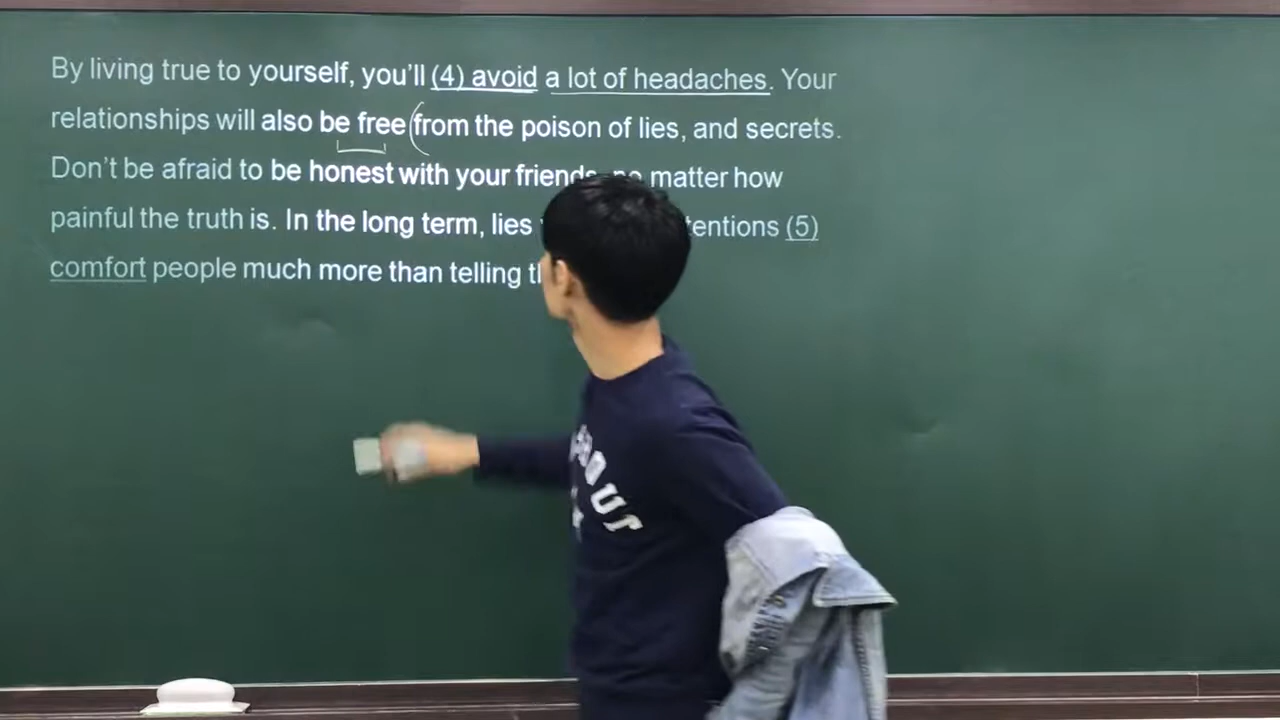 By living true to yourself, you'll (4) avoid a lot of headaches. Your
relationships will also be free (from the poison of lies, and secrets.
Don't be afraid to be honest with your friends, no matter how
painful the truth is. In the long term, lies tentions (5)
comfort people much more than telling